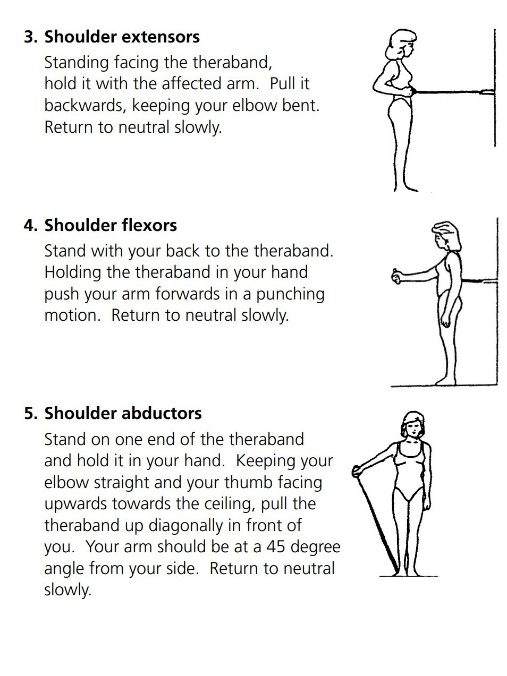 3. Shoulder extensors
Standing facing the theraband,
hold it with the affected arm.  Pull it
backwards, keeping your elbow bent.
Return to neutral slowly.
4. Shoulder flexors
Stand with your back to the theraband.
Holding the theraband in your hand
push your arm forwards in a punching
motion.  Return to neutral slowly.
5. Shoulder abductors
Stand on one end of the theraband
and hold it in your hand.  Keeping your
elbow straight and your thumb facing
upwards towards the ceiling, pull the
theraband up diagonally in front of
you.  Your arm should be at a 45 degree
angle from your side.  Return to neutral
slowly.